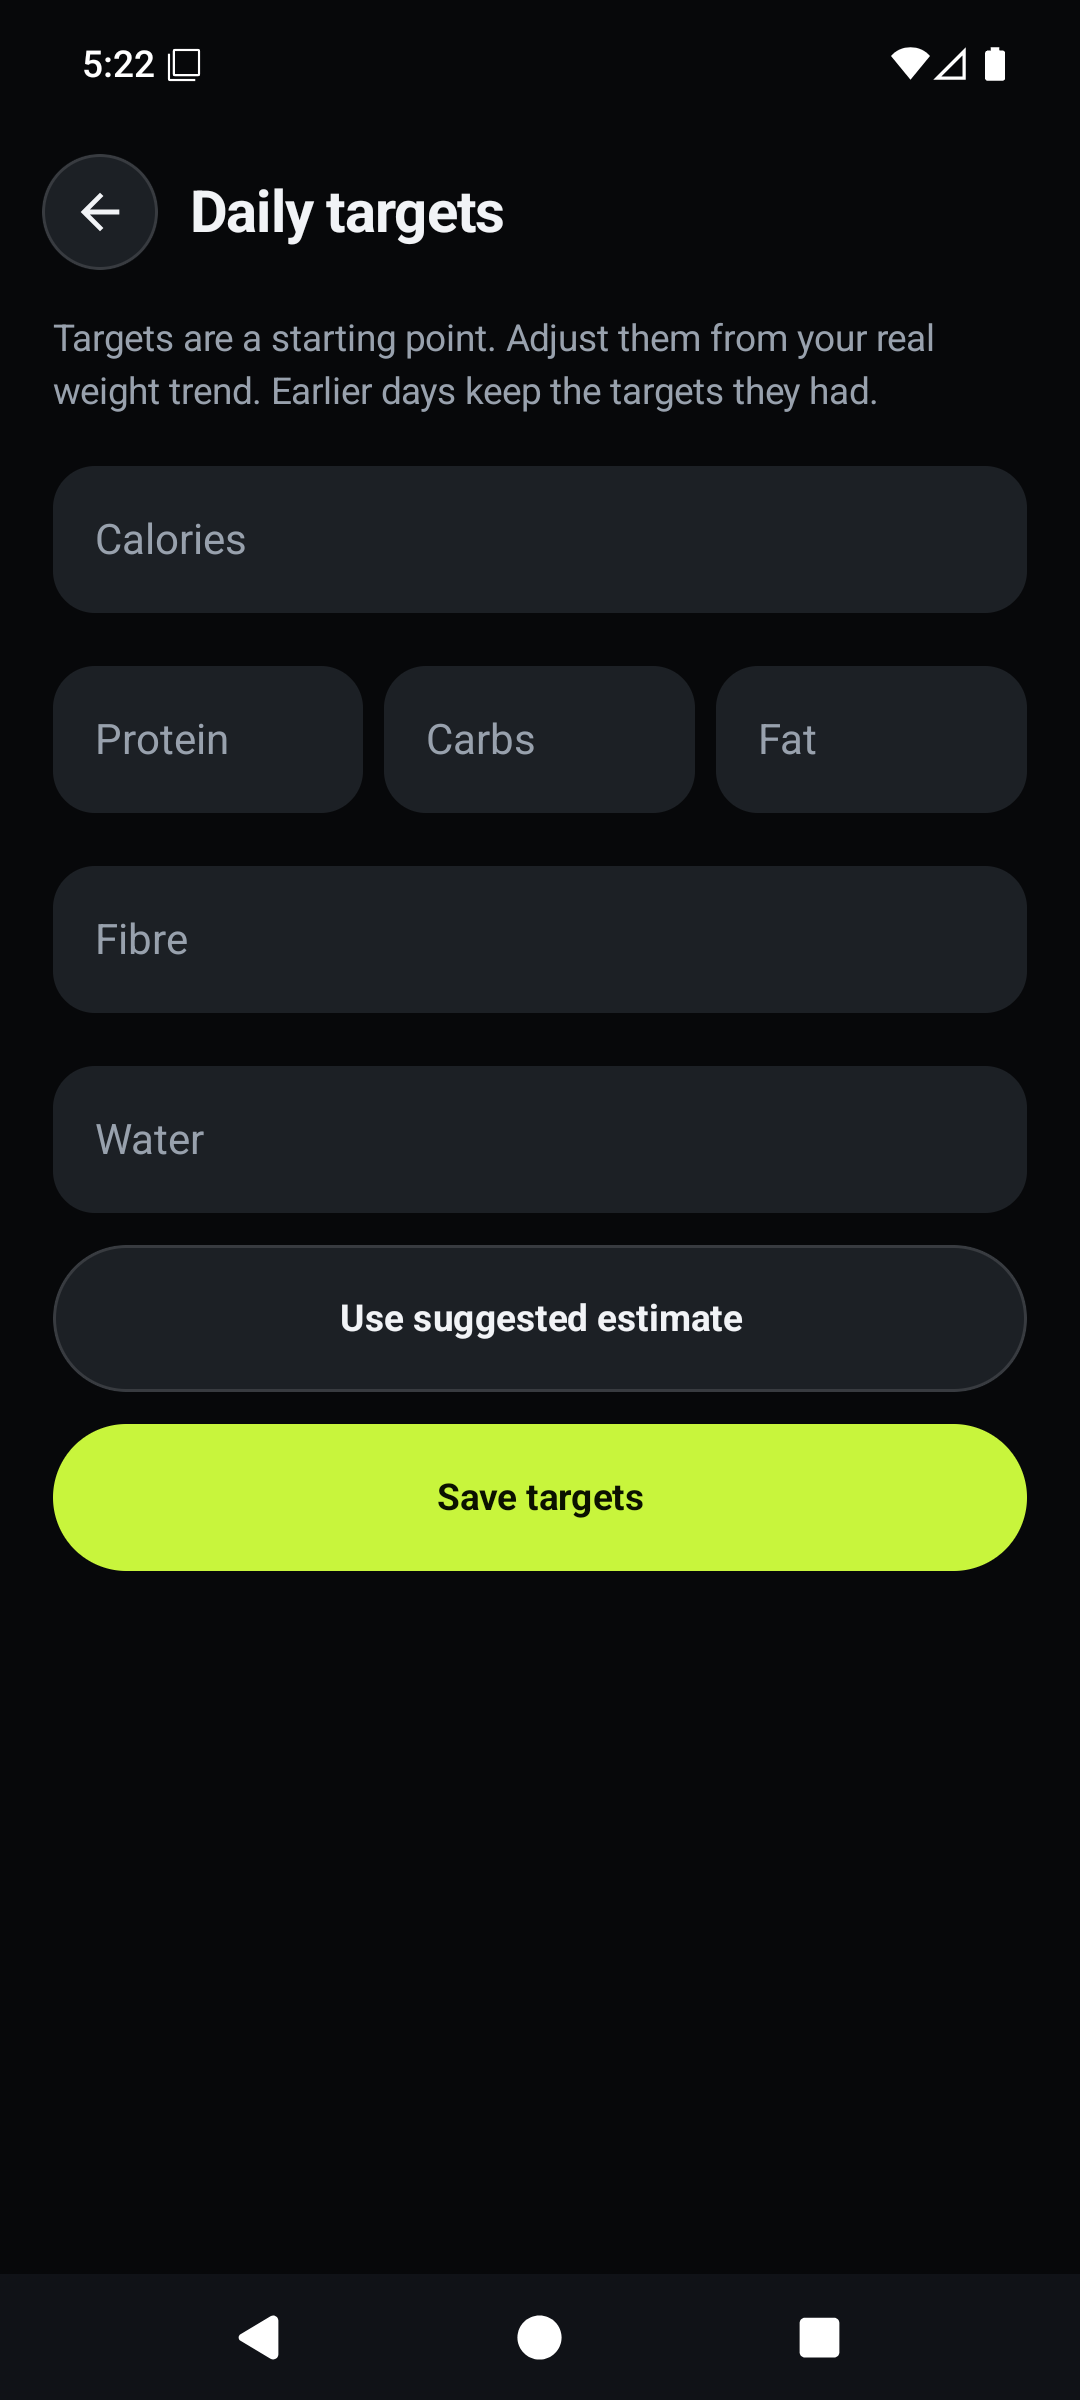 5:22
Daily targets
Targets are a starting point. Adjust them from your real
weight trend. Earlier days keep the targets they had.
Calories
Protein
Carbs
Fat
Fibre
Water
Use suggested estimate
Save targets